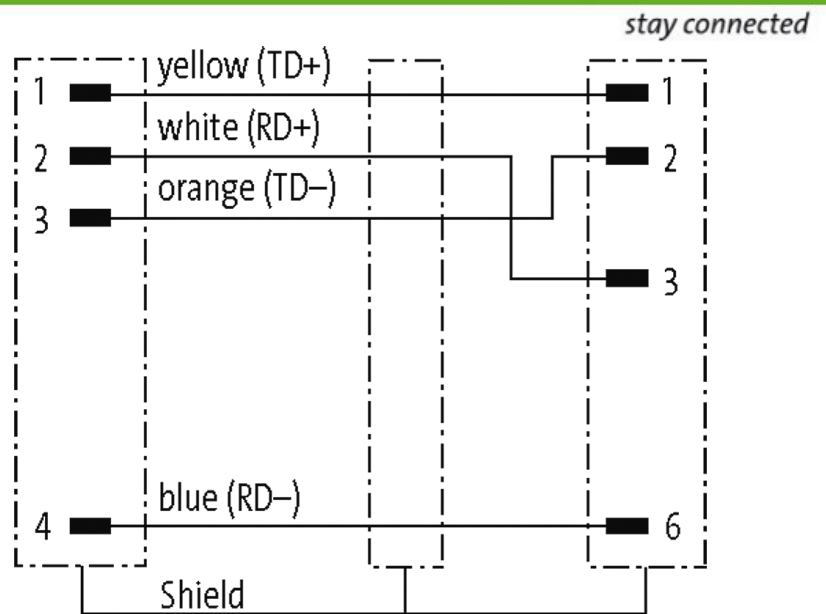 stay connected
yellow (TD+)
1 1
white (RD+)
2 2
orange (TD–)
3
3
blue (RD–)
4 6
Shield